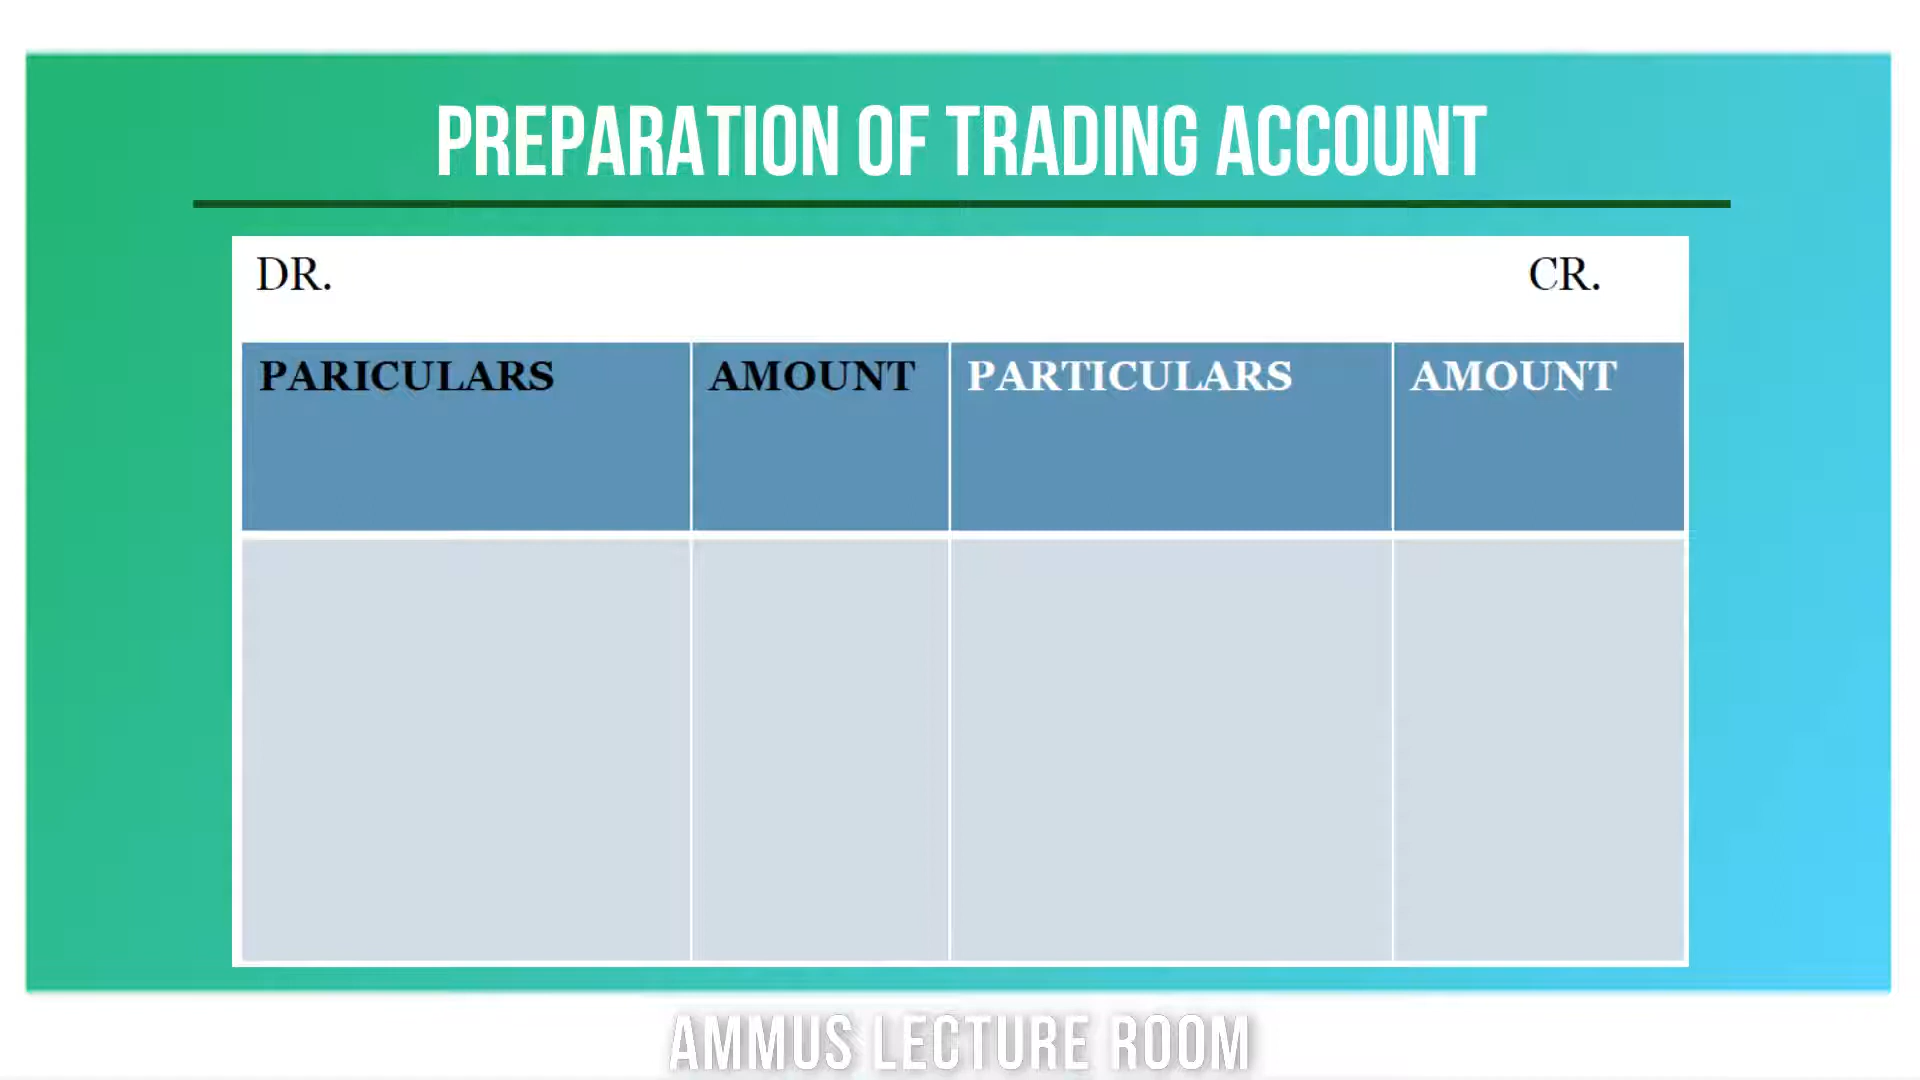 PREPARATION OF TRADING ACCOUNT
DR. CR.
PARICULARS AMOUNT PARTICULARS AMOUNT
AMMUS LECTURE ROOM